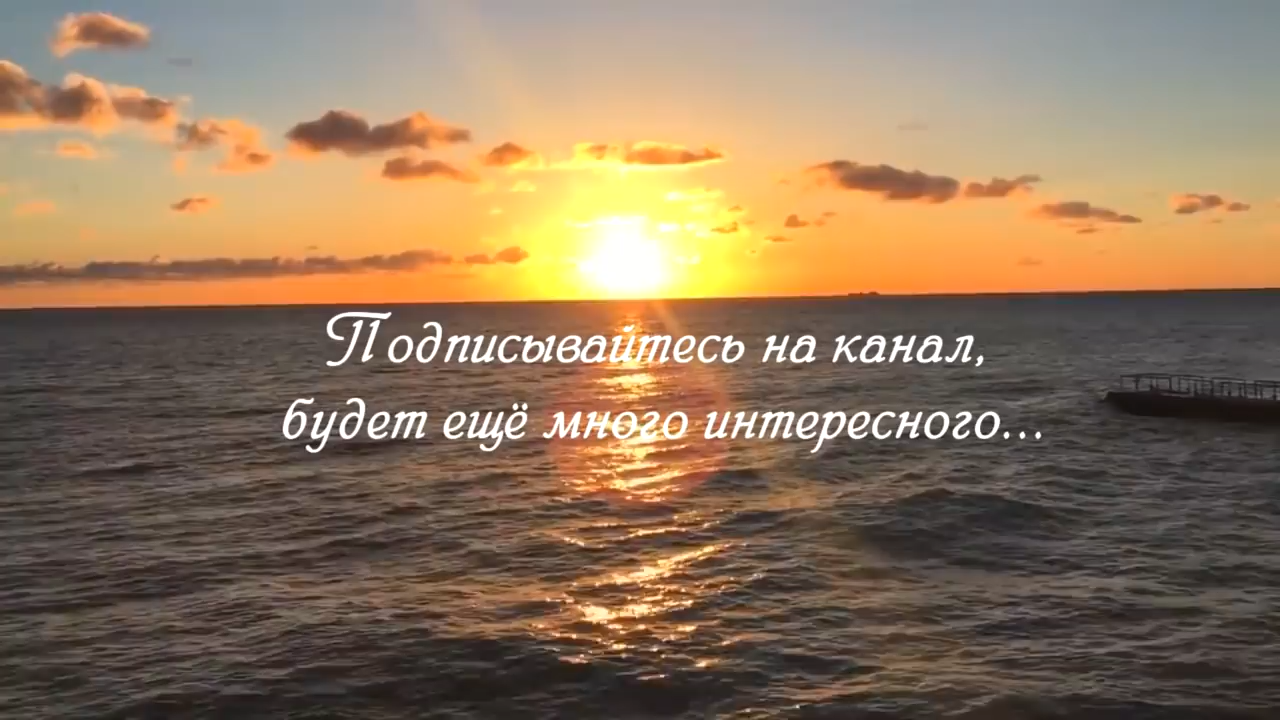 Подписывайтесь на канал,
будет ещё много интересного...